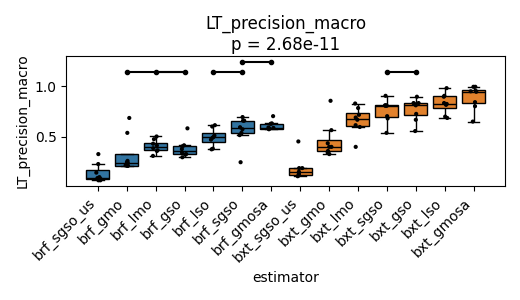 LT_precision_macro
p = 2.68e-11
LT_precision_macro
1.0
0.5
brf_sgso_us
brf_gmo
brf_lmo
brf_gso
brf_lso
brf_sgso
brf_gmosa
bxt_sgso_us
bxt_gmo
bxt_lmo
bxt_sgso
bxt_gso
bxt_lso
bxt_gmosa
estimator